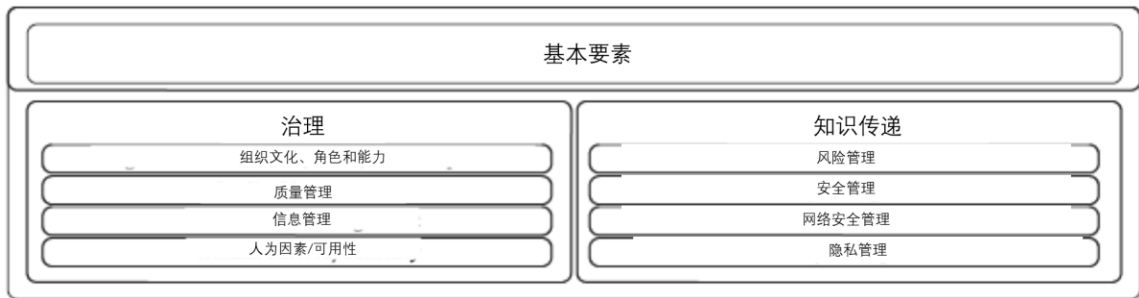 基本要素
治理
组织文化、角色和能力
质量管理
信息管理
人为因素/可用性
知识传递
风险管理
安全管理
网络安全管理
隐私管理